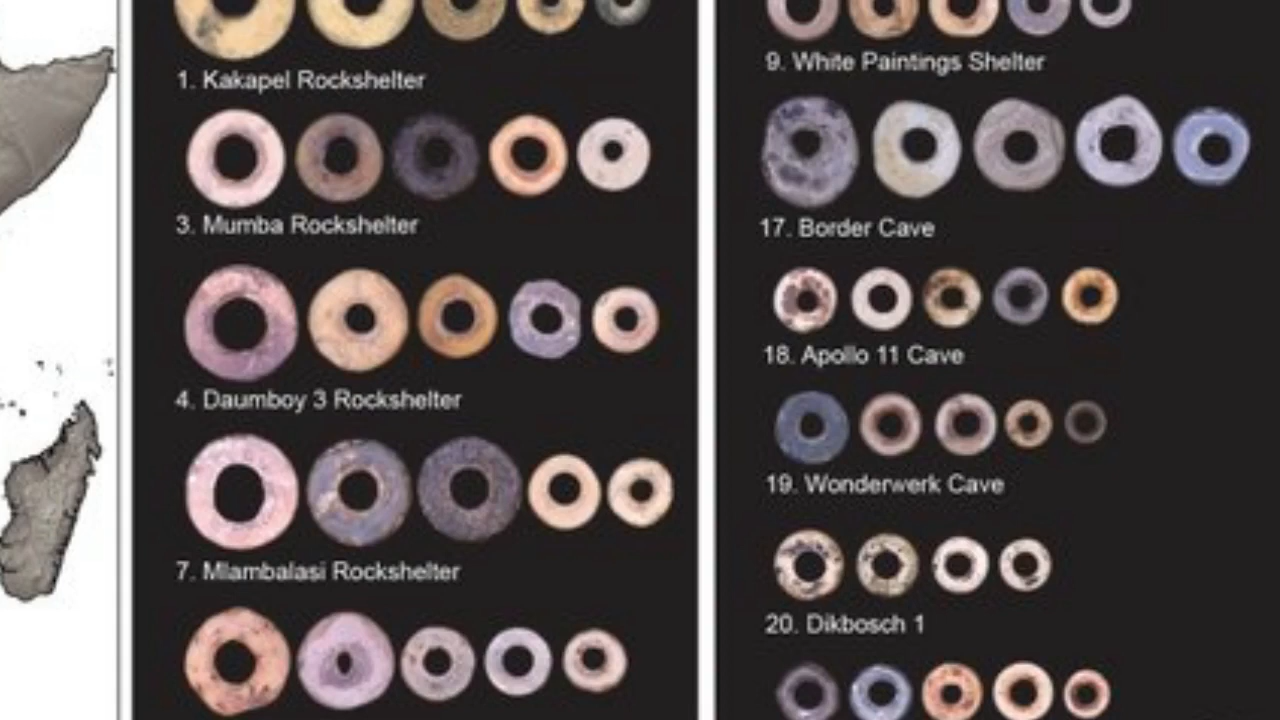 1. Kakapel Rockshelter
3. Mumba Rockshelter
4. Daumboy 3 Rockshelter
7. Mlambalasi Rockshelter
9. White Paintings Shelter
17. Border Cave
18. Apollo 11 Cave
19. Wonderwerk Cave
20. Dikbosch 1